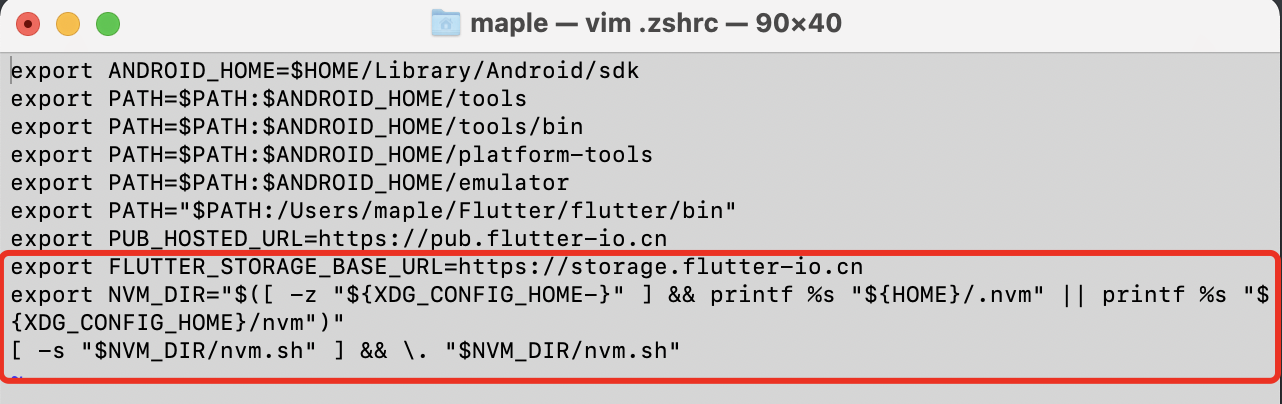 maple — vim .zshrc — 90×40
export ANDROID_HOME=$HOME/Library/Android/sdk
export PATH=$PATH:$ANDROID_HOME/tools
export PATH=$PATH:$ANDROID_HOME/tools/bin
export PATH=$PATH:$ANDROID_HOME/platform-tools
export PATH=$PATH:$ANDROID_HOME/emulator
export PATH="$PATH:/Users/maple/Flutter/flutter/bin"
export PUB_HOSTED_URL=https://pub.flutter-io.cn
export FLUTTER_STORAGE_BASE_URL=https://storage.flutter-io.cn
export NVM_DIR="$([ -z "${XDG_CONFIG_HOME-}" ] && printf %s "${HOME}/.nvm" || printf %s "$
{XDG_CONFIG_HOME}/nvm")"
[ -s "$NVM_DIR/nvm.sh" ] && \. "$NVM_DIR/nvm.sh"